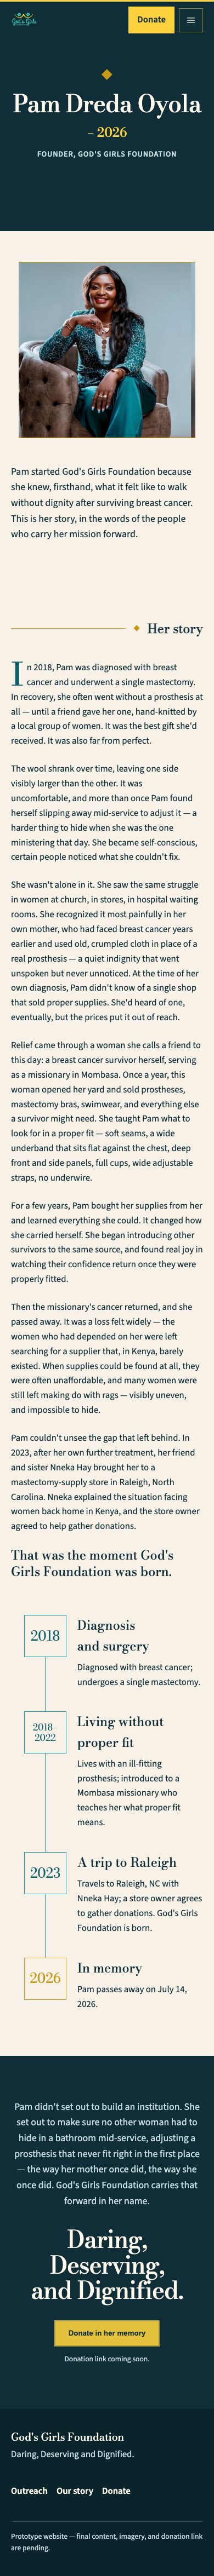 God's Girls
Donate
Pam Dreda Oyola
– 2026
FOUNDER, GOD'S GIRLS FOUNDATION
Pam started God's Girls Foundation because
she knew, firsthand, what it felt like to walk
without dignity after surviving breast cancer.
This is her story, in the words of the people
who carry her mission forward.
Her story
In 2018, Pam was diagnosed with breast
cancer and underwent a single mastectomy.
In recovery, she often went without a prosthesis at
all — until a friend gave her one, hand-knitted by
a local group of women. It was the best gift she'd
received. It was also far from perfect.
The wool shrank over time, leaving one side
visibly larger than the other. It was
uncomfortable, and more than once Pam found
herself slipping away mid-service to adjust it — a
harder thing to hide when she was the one
ministering that day. She became self-conscious,
certain people noticed what she couldn't fix.
She wasn't alone in it. She saw the same struggle
in women at church, in stores, in hospital waiting
rooms. She recognized it most painfully in her
own mother, who had faced breast cancer years
earlier and used old, crumpled cloth in place of a
real prosthesis — a quiet indignity that went
unspoken but never unnoticed. At the time of her
own diagnosis, Pam didn't know of a single shop
that sold proper supplies. She'd heard of one,
eventually, but the prices put it out of reach.
Relief came through a woman she calls a friend to
this day: a breast cancer survivor herself, serving
as a missionary in Mombasa. Once a year, this
woman opened her yard and sold prostheses,
mastectomy bras, swimwear, and everything else
a survivor might need. She taught Pam what to
look for in a proper fit — soft seams, a wide
underband that sits flat against the chest, deep
front and side panels, full cups, wide adjustable
straps, no underwire.
For a few years, Pam bought her supplies from her
and learned everything she could. It changed how
she carried herself. She began introducing other
survivors to the same source, and found real joy in
watching their confidence return once they were
properly fitted.
Then the missionary's cancer returned, and she
passed away. It was a loss felt widely — the
women who had depended on her were left
searching for a supplier that, in Kenya, barely
existed. When supplies could be found at all, they
were often unaffordable, and many women were
still left making do with rags — visibly uneven,
and impossible to hide.
Pam couldn't unsee the gap that left behind. In
2023, after her own further treatment, her friend
and sister Nneka Hay brought her to a
mastectomy-supply store in Raleigh, North
Carolina. Nneka explained the situation facing
women back home in Kenya, and the store owner
agreed to help gather donations.
That was the moment God's
Girls Foundation was born.
2018
Diagnosis
and surgery
Diagnosed with breast cancer;
undergoes a single mastectomy.
2018–
2022
Living without
proper fit
Lives with an ill-fitting
prosthesis; introduced to a
Mombasa missionary who
teaches her what proper fit
means.
2023
A trip to Raleigh
Travels to Raleigh, NC with
Nneka Hay; a store owner agrees
to gather donations. God's Girls
Foundation is born.
2026
In memory
Pam passes away on July 14,
2026.
Pam didn't set out to build an institution. She
set out to make sure no other woman had to
hide in a bathroom mid-service, adjusting a
prosthesis that never fit right in the first place
— the way her mother once did, the way she
once did. God's Girls Foundation carries that
forward in her name.
Daring,
Deserving,
and Dignified.
Donate in her memory
Donation link coming soon.
God's Girls Foundation
Daring, Deserving and Dignified.
Outreach Our story Donate
Prototype website — final content, imagery, and donation link
are pending.